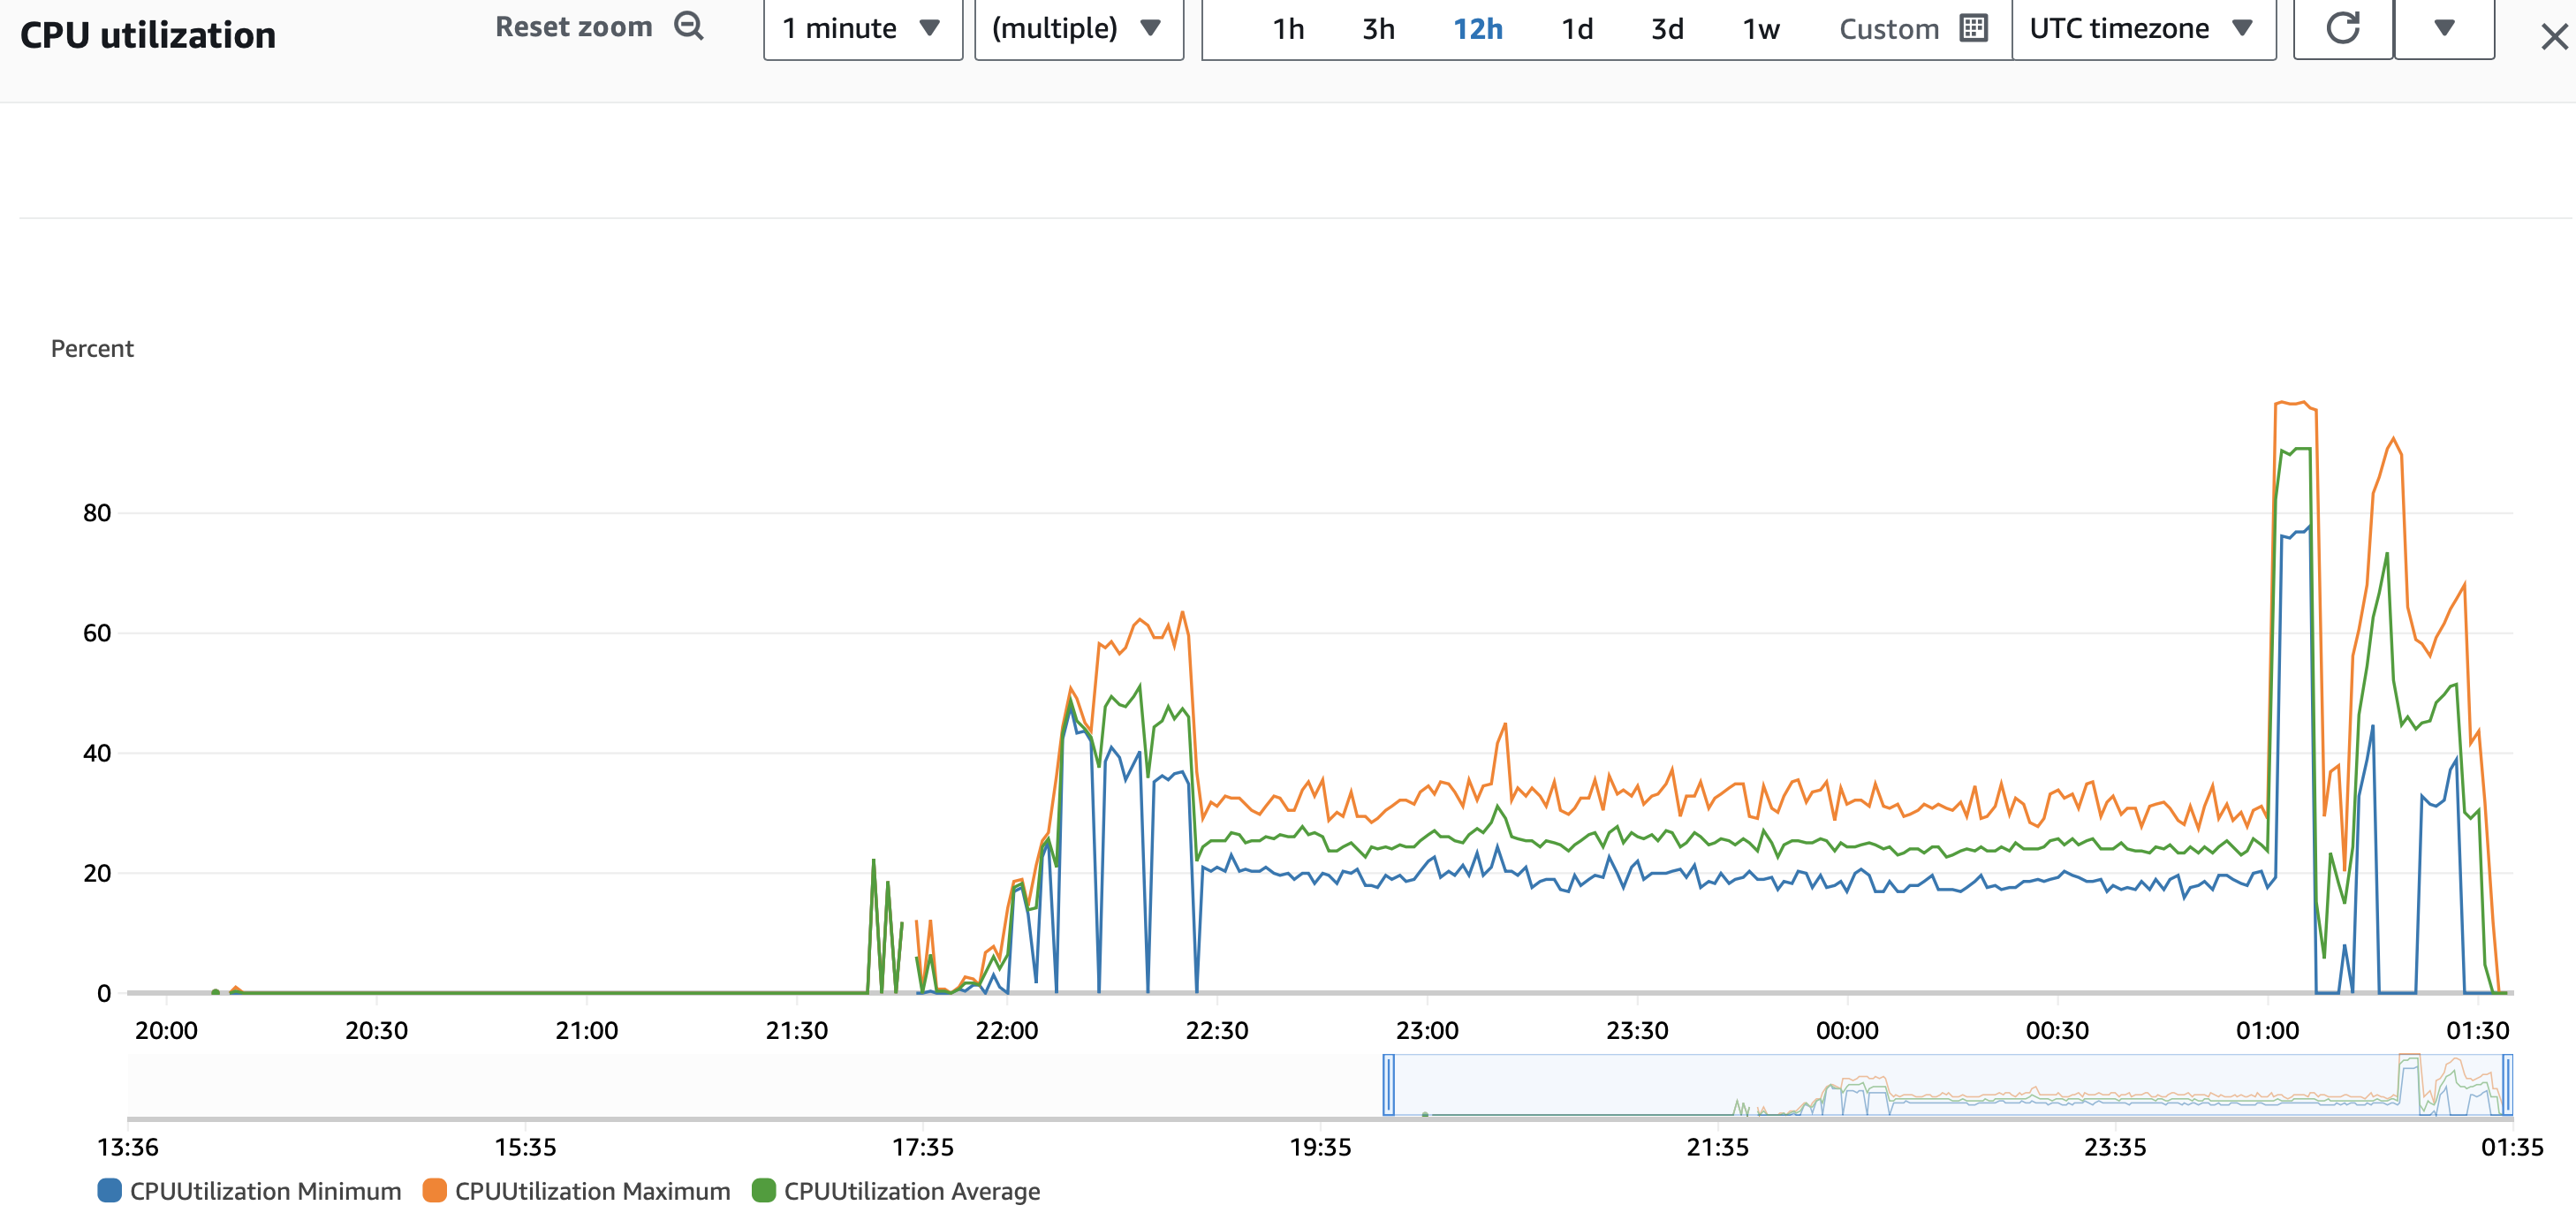 CPU utilization
Reset zoom
1 minute
(multiple)
1h 3h 12h 1d 3d 1w Custom
UTC timezone
Percent
80
60
40
20
0
20:00 20:30 21:00 21:30 22:00 22:30 23:00 23:30 00:00 00:30 01:00 01:30
13:36 15:35 17:35 19:35 21:35 23:35 01:35
CPUUtilization Minimum CPUUtilization Maximum CPUUtilization Average